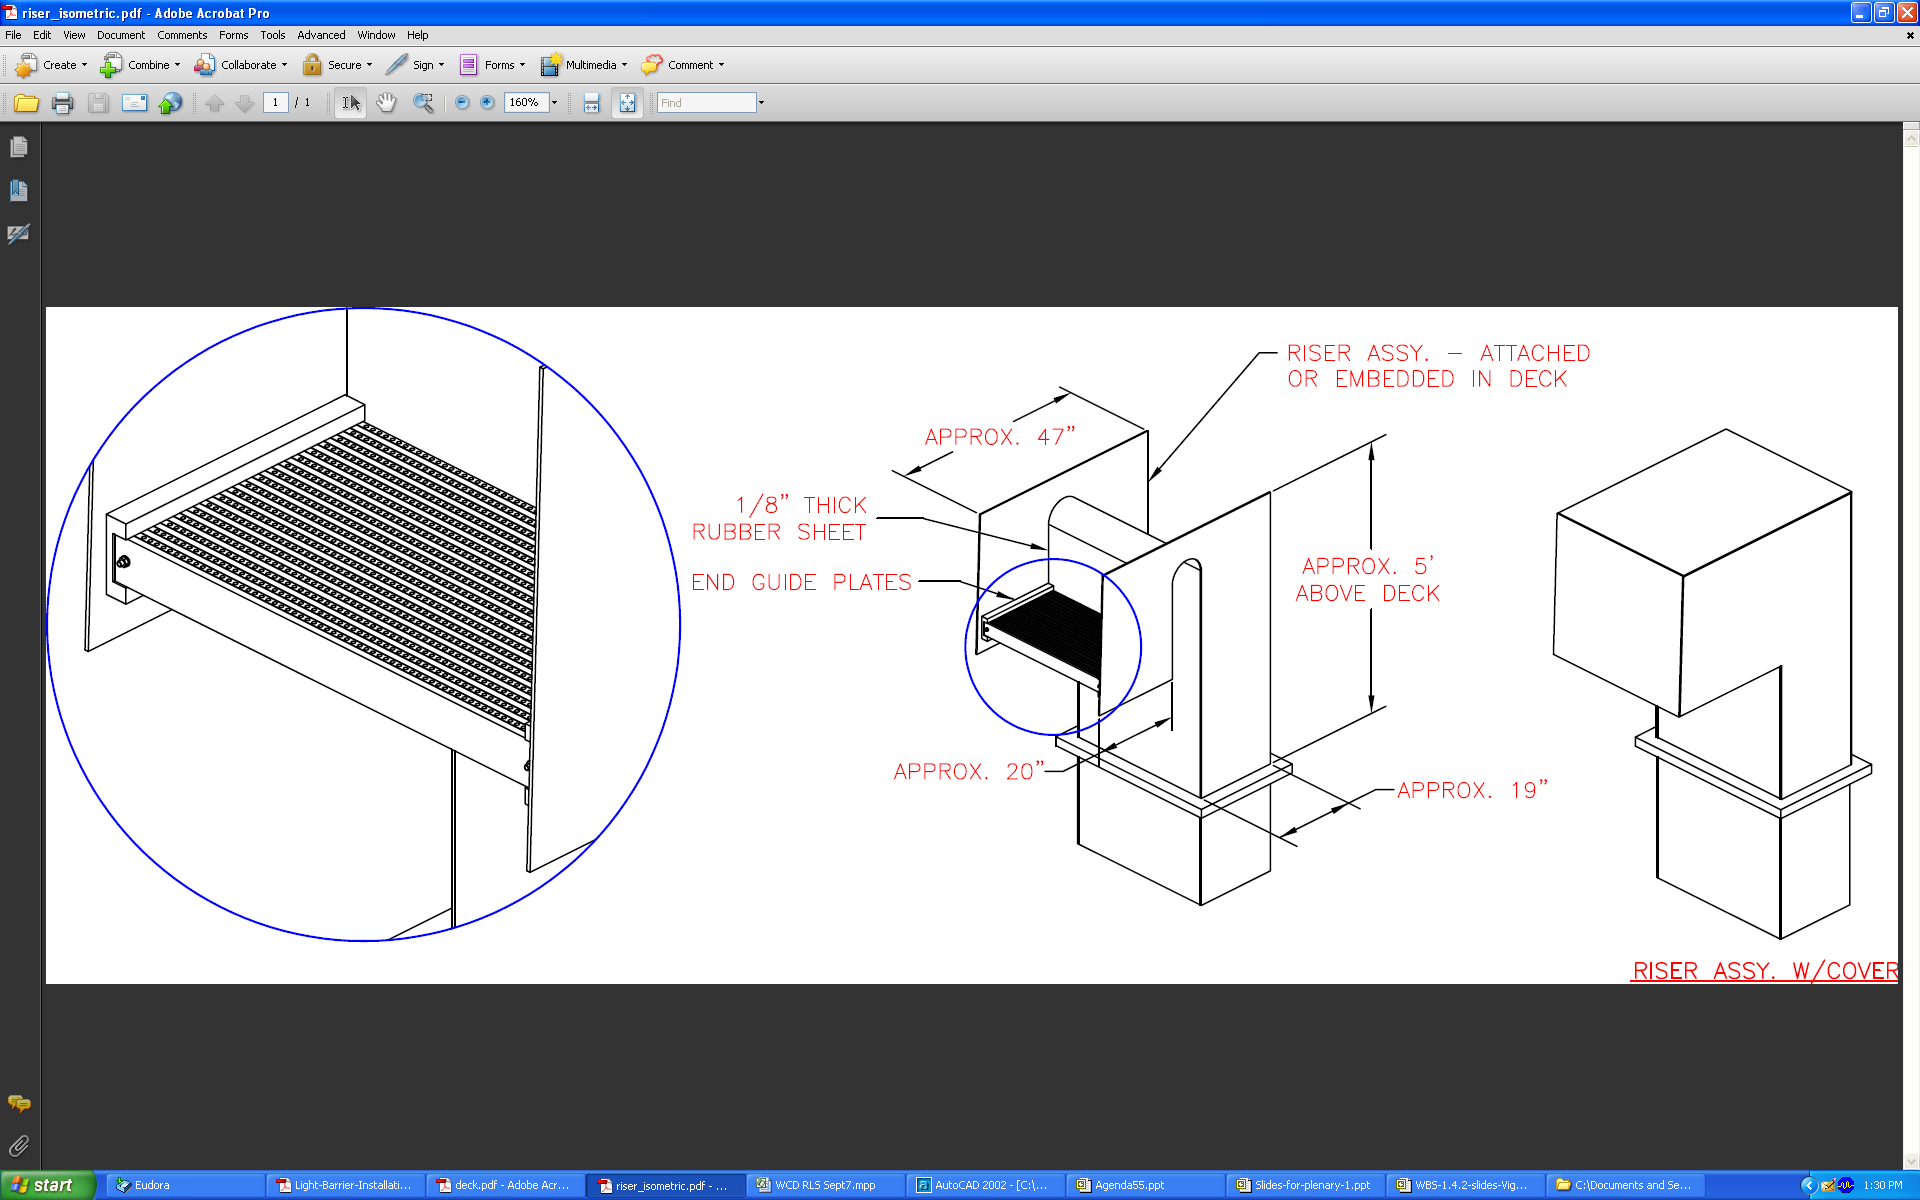 riser_isometric.pdf - Adobe Acrobat Pro
File Edit View Document Comments Forms Tools Advanced Window Help
Create Combine Collaborate Secure Sign Forms Multimedia Comment
1 / 1 160% Find
RISER ASSY. – ATTACHED
OR EMBEDDED IN DECK
APPROX. 47”
1/8” THICK
RUBBER SHEET
END GUIDE PLATES
APPROX. 5'
ABOVE DECK
APPROX. 20”
APPROX. 19”
RISER ASSY. W/COVER
start Eudora Light-Barrier-Installati... deck.pdf - Adobe Acr... riser_isometric.pdf - ... WCD RLS Sept7.mpp AutoCAD 2002 - [C:\... Agenda55.ppt Slides-for-plenary-1.ppt WBS-1.4.2-slides-Vig... C:\Documents and Se... 1:30 PM